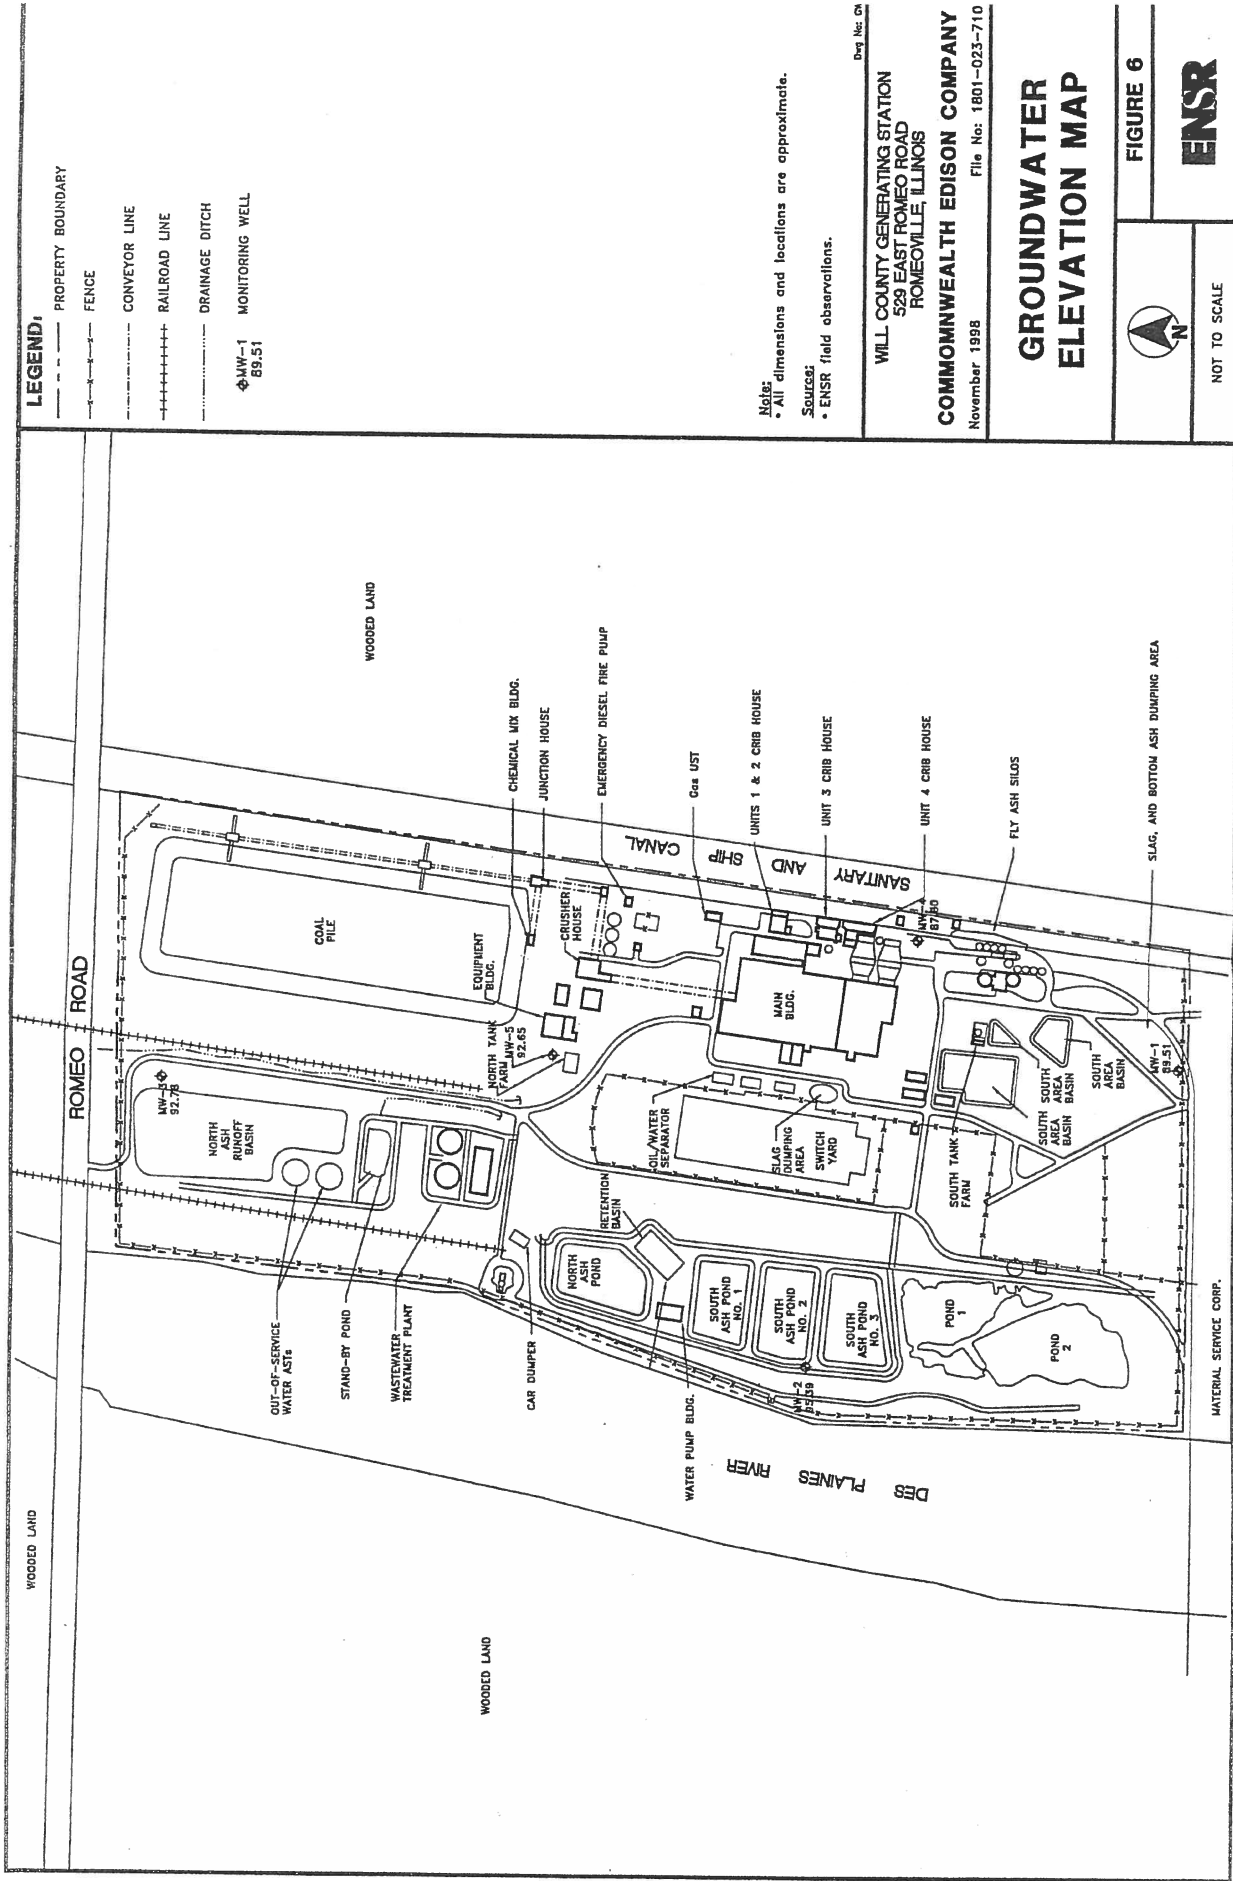 LEGEND:
PROPERTY BOUNDARY
FENCE
CONVEYOR LINE
RAILROAD LINE
DRAINAGE DITCH
MW-1 MONITORING WELL
89.51
Note:
• All dimensions and locations are approximate.
Source:
• ENSR field observations.
WILL COUNTY GENERATING STATION
529 EAST ROMEO ROAD
ROMEOVILLE, ILLINOIS
COMMOMNWEALTH EDISON COMPANY
November 1998
File No: 1801-023-710
GROUNDWATER
ELEVATION MAP
N
FIGURE 6
NOT TO SCALE
ENSR
WOODED LAND
ROMEO ROAD
WOODED LAND
WOODED LAND
COAL
PILE
EQUIPMENT
BLDG.
CRUSHER
HOUSE
CHEMICAL MIX BLDG.
JUNCTION HOUSE
EMERGENCY DIESEL FIRE PUMP
Gas UST
UNITS 1 & 2 CRIB HOUSE
UNIT 3 CRIB HOUSE
UNIT 4 CRIB HOUSE
FLY ASH SILOS
SLAG, AND BOTTOM ASH DUMPING AREA
SANITARY AND SHIP CANAL
NORTH
ASH
RUNOFF
BASIN
NORTH TANK
FARM
MW-5
92.65
MAIN
BLDG.
87.80
OIL/WATER
SEPARATOR
SLAG
DUMPING
AREA
SWITCH
YARD
SOUTH TANK
FARM
SOUTH
AREA
BASIN
SOUTH
AREA
BASIN
SOUTH
AREA
BASIN
MW-1
89.51
OUT-OF-SERVICE
WATER ASTs
STAND-BY POND
WASTEWATER
TREATMENT PLANT
CAR DUMPER
WATER PUMP BLDG.
RETENTION
BASIN
NORTH
ASH
POND
SOUTH
ASH POND
NO. 1
SOUTH
ASH POND
NO. 2
SOUTH
ASH POND
NO. 3
MW-2
POND
1
POND
2
MATERIAL SERVICE CORP.
DES PLAINES RIVER